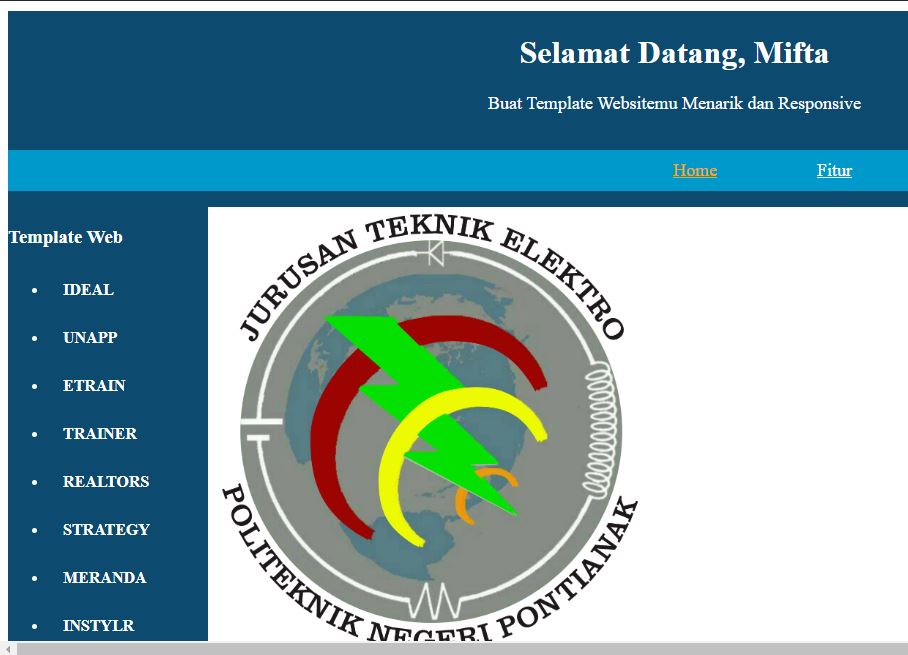 Selamat Datang, Mifta
Buat Template Websitemu Menarik dan Responsive
Home
Fitur
Template Web
IDEAL
UNAPP
ETRAIN
TRAINER
REALTORS
STRATEGY
MERANDA
INSTYLR
JURUSAN TEKNIK ELEKTRO
POLITEKNIK NEGERI PONTIANAK